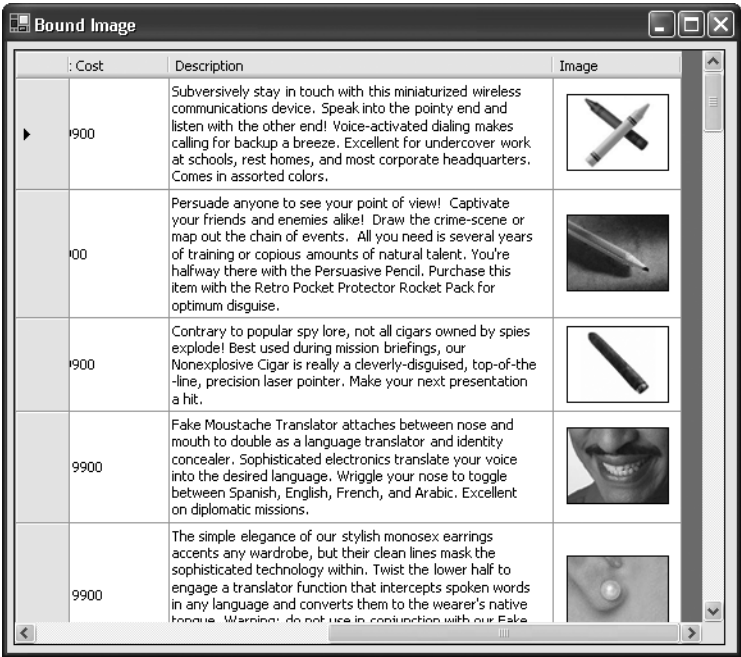 Bound Image
: Cost Description Image
9900
Subversively stay in touch with this miniaturized wireless
communications device. Speak into the pointy end and
listen with the other end! Voice-activated dialing makes
calling for backup a breeze. Excellent for undercover work
at schools, rest homes, and most corporate headquarters.
Comes in assorted colors.
00
Persuade anyone to see your point of view! Captivate
your friends and enemies alike! Draw the crime-scene or
map out the chain of events. All you need is several years
of training or copious amounts of natural talent. You're
halfway there with the Persuasive Pencil. Purchase this
item with the Retro Pocket Protector Rocket Pack for
optimum disguise.
9900
Contrary to popular spy lore, not all cigars owned by spies
explode! Best used during mission briefings, our
Nonexplosive Cigar is really a cleverly-disguised, top-of-the
-line, precision laser pointer. Make your next presentation
a hit.
9900
Fake Moustache Translator attaches between nose and
mouth to double as a language translator and identity
concealer. Sophisticated electronics translate your voice
into the desired language. Wriggle your nose to toggle
between Spanish, English, French, and Arabic. Excellent
on diplomatic missions.
9900
The simple elegance of our stylish monosex earrings
accents any wardrobe, but their clean lines mask the
sophisticated technology within. Twist the lower half to
engage a translator function that intercepts spoken words
in any language and converts them to the wearer's native
tongue. Warning: do not use in conjunction with our Fake